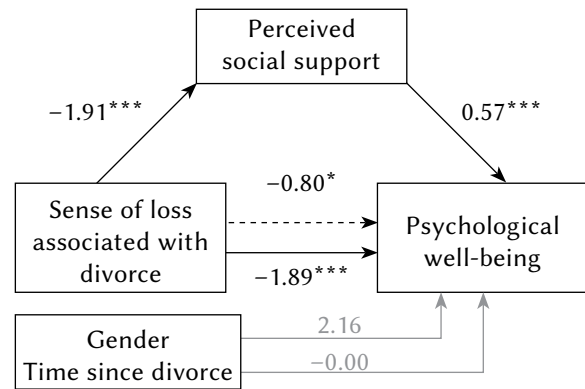 Perceived
social support
−1.91***
0.57***
−0.80*
Sense of loss
associated with
divorce
Psychological
well-being
−1.89***
Gender
Time since divorce
2.16
−0.00